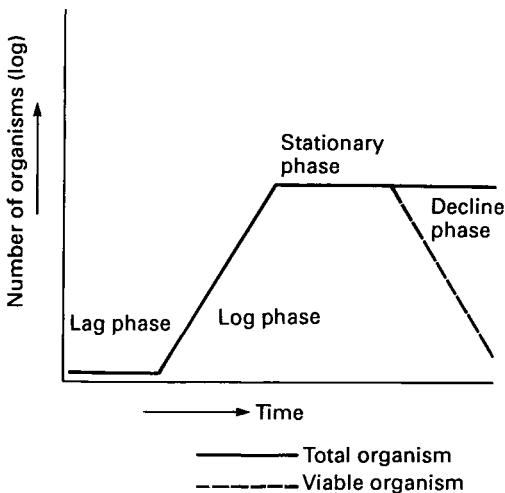 Number of organisms (log)
Stationary
phase
Decline
phase
Lag phase
Log phase
Time
Total organism
Viable organism